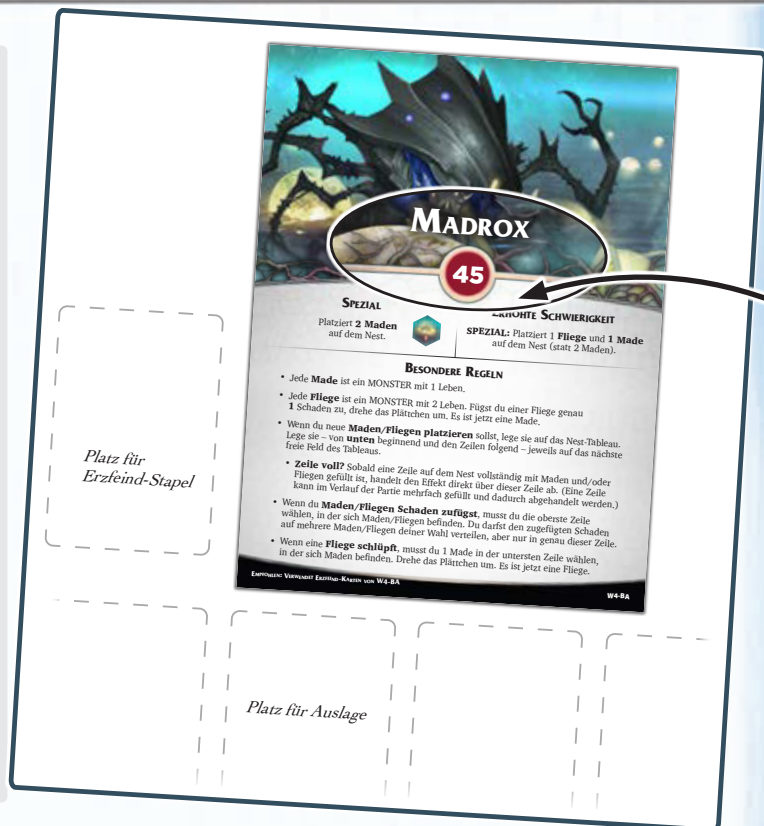 MADROX
45
SPEZIAL
Platziert 2 Maden
auf dem Nest.
ERHÖHTE SCHWIERIGKEIT
SPEZIAL: Platziert 1 Fliege und 1 Made
auf dem Nest (statt 2 Maden).
BESONDERE REGELN
• Jede Made ist ein MONSTER mit 1 Leben.
• Jede Fliege ist ein MONSTER mit 2 Leben. Fügst du einer Fliege genau
1 Schaden zu, drehe das Plättchen um. Es ist jetzt eine Made.
• Wenn du neue Maden/Fliegen platzieren sollst, lege sie auf das Nest-Tableau.
Lege sie – von unten beginnend und den Zeilen folgend – jeweils auf das nächste
freie Feld des Tableaus.
• Zeile voll? Sobald eine Zeile auf dem Nest vollständig mit Maden und/oder
Fliegen gefüllt ist, handelt den Effekt direkt über dieser Zeile ab. (Eine Zeile
kann im Verlauf der Partie mehrfach gefüllt und dadurch abgehandelt werden.)
• Wenn du Maden/Fliegen Schaden zufügst, musst du die oberste Zeile
wählen, in der sich Maden/Fliegen befinden. Du darfst den zugefügten Schaden
auf mehrere Maden/Fliegen deiner Wahl verteilen, aber nur in genau dieser Zeile.
• Wenn eine Fliege schlüpft, musst du 1 Made in der untersten Zeile wählen,
in der sich Maden befinden. Drehe das Plättchen um. Es ist jetzt eine Fliege.
EMPFOHLEN: VERWENDET ERZFEIND-KARTEN VON W4-BA
W4-BA
Platz für
Erzfeind-Stapel
Platz für Auslage